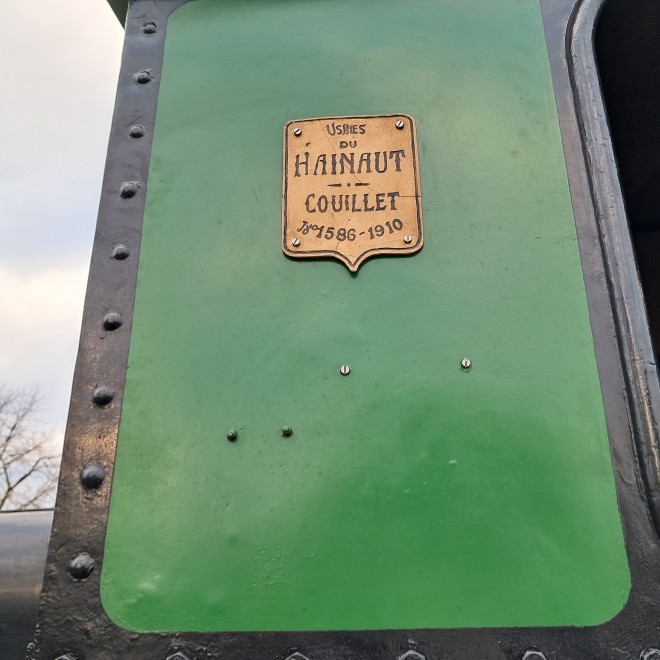 USINES
DU
HAINAUT
COUILLET
No 1586-1910